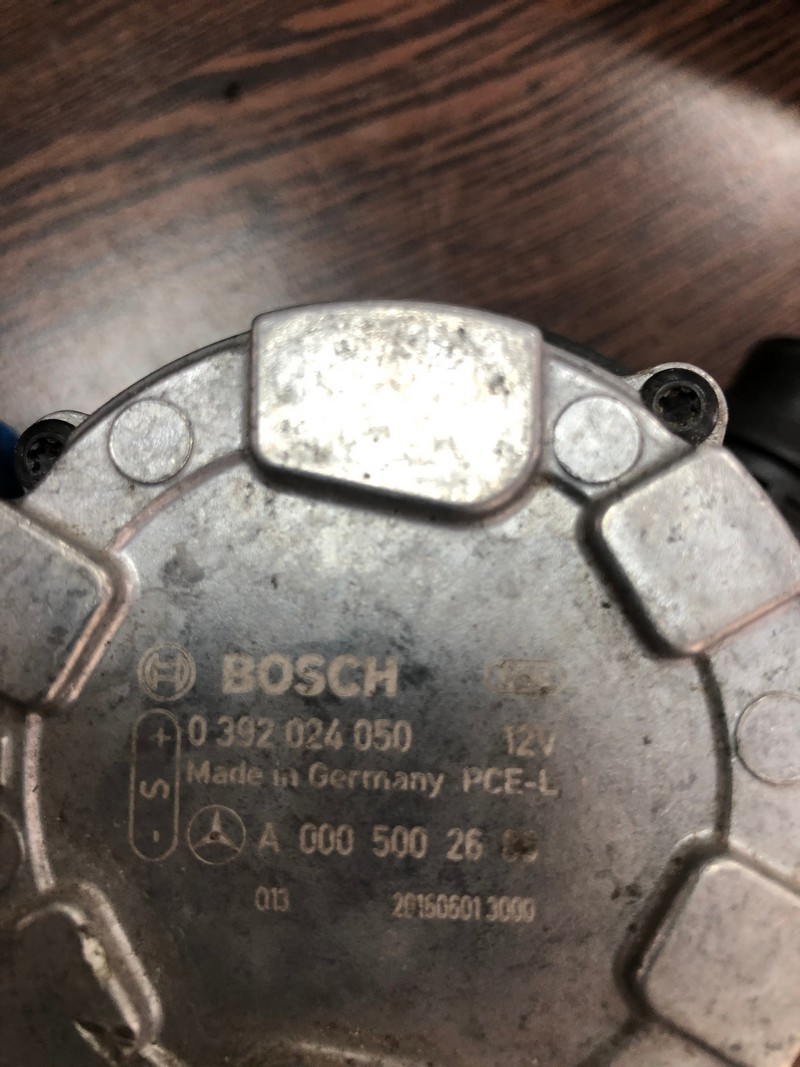 BOSCH
0 392 024 050 12V
Made in Germany PCE-L
+ S -
A 000 500 26
Q13 20160601 3000